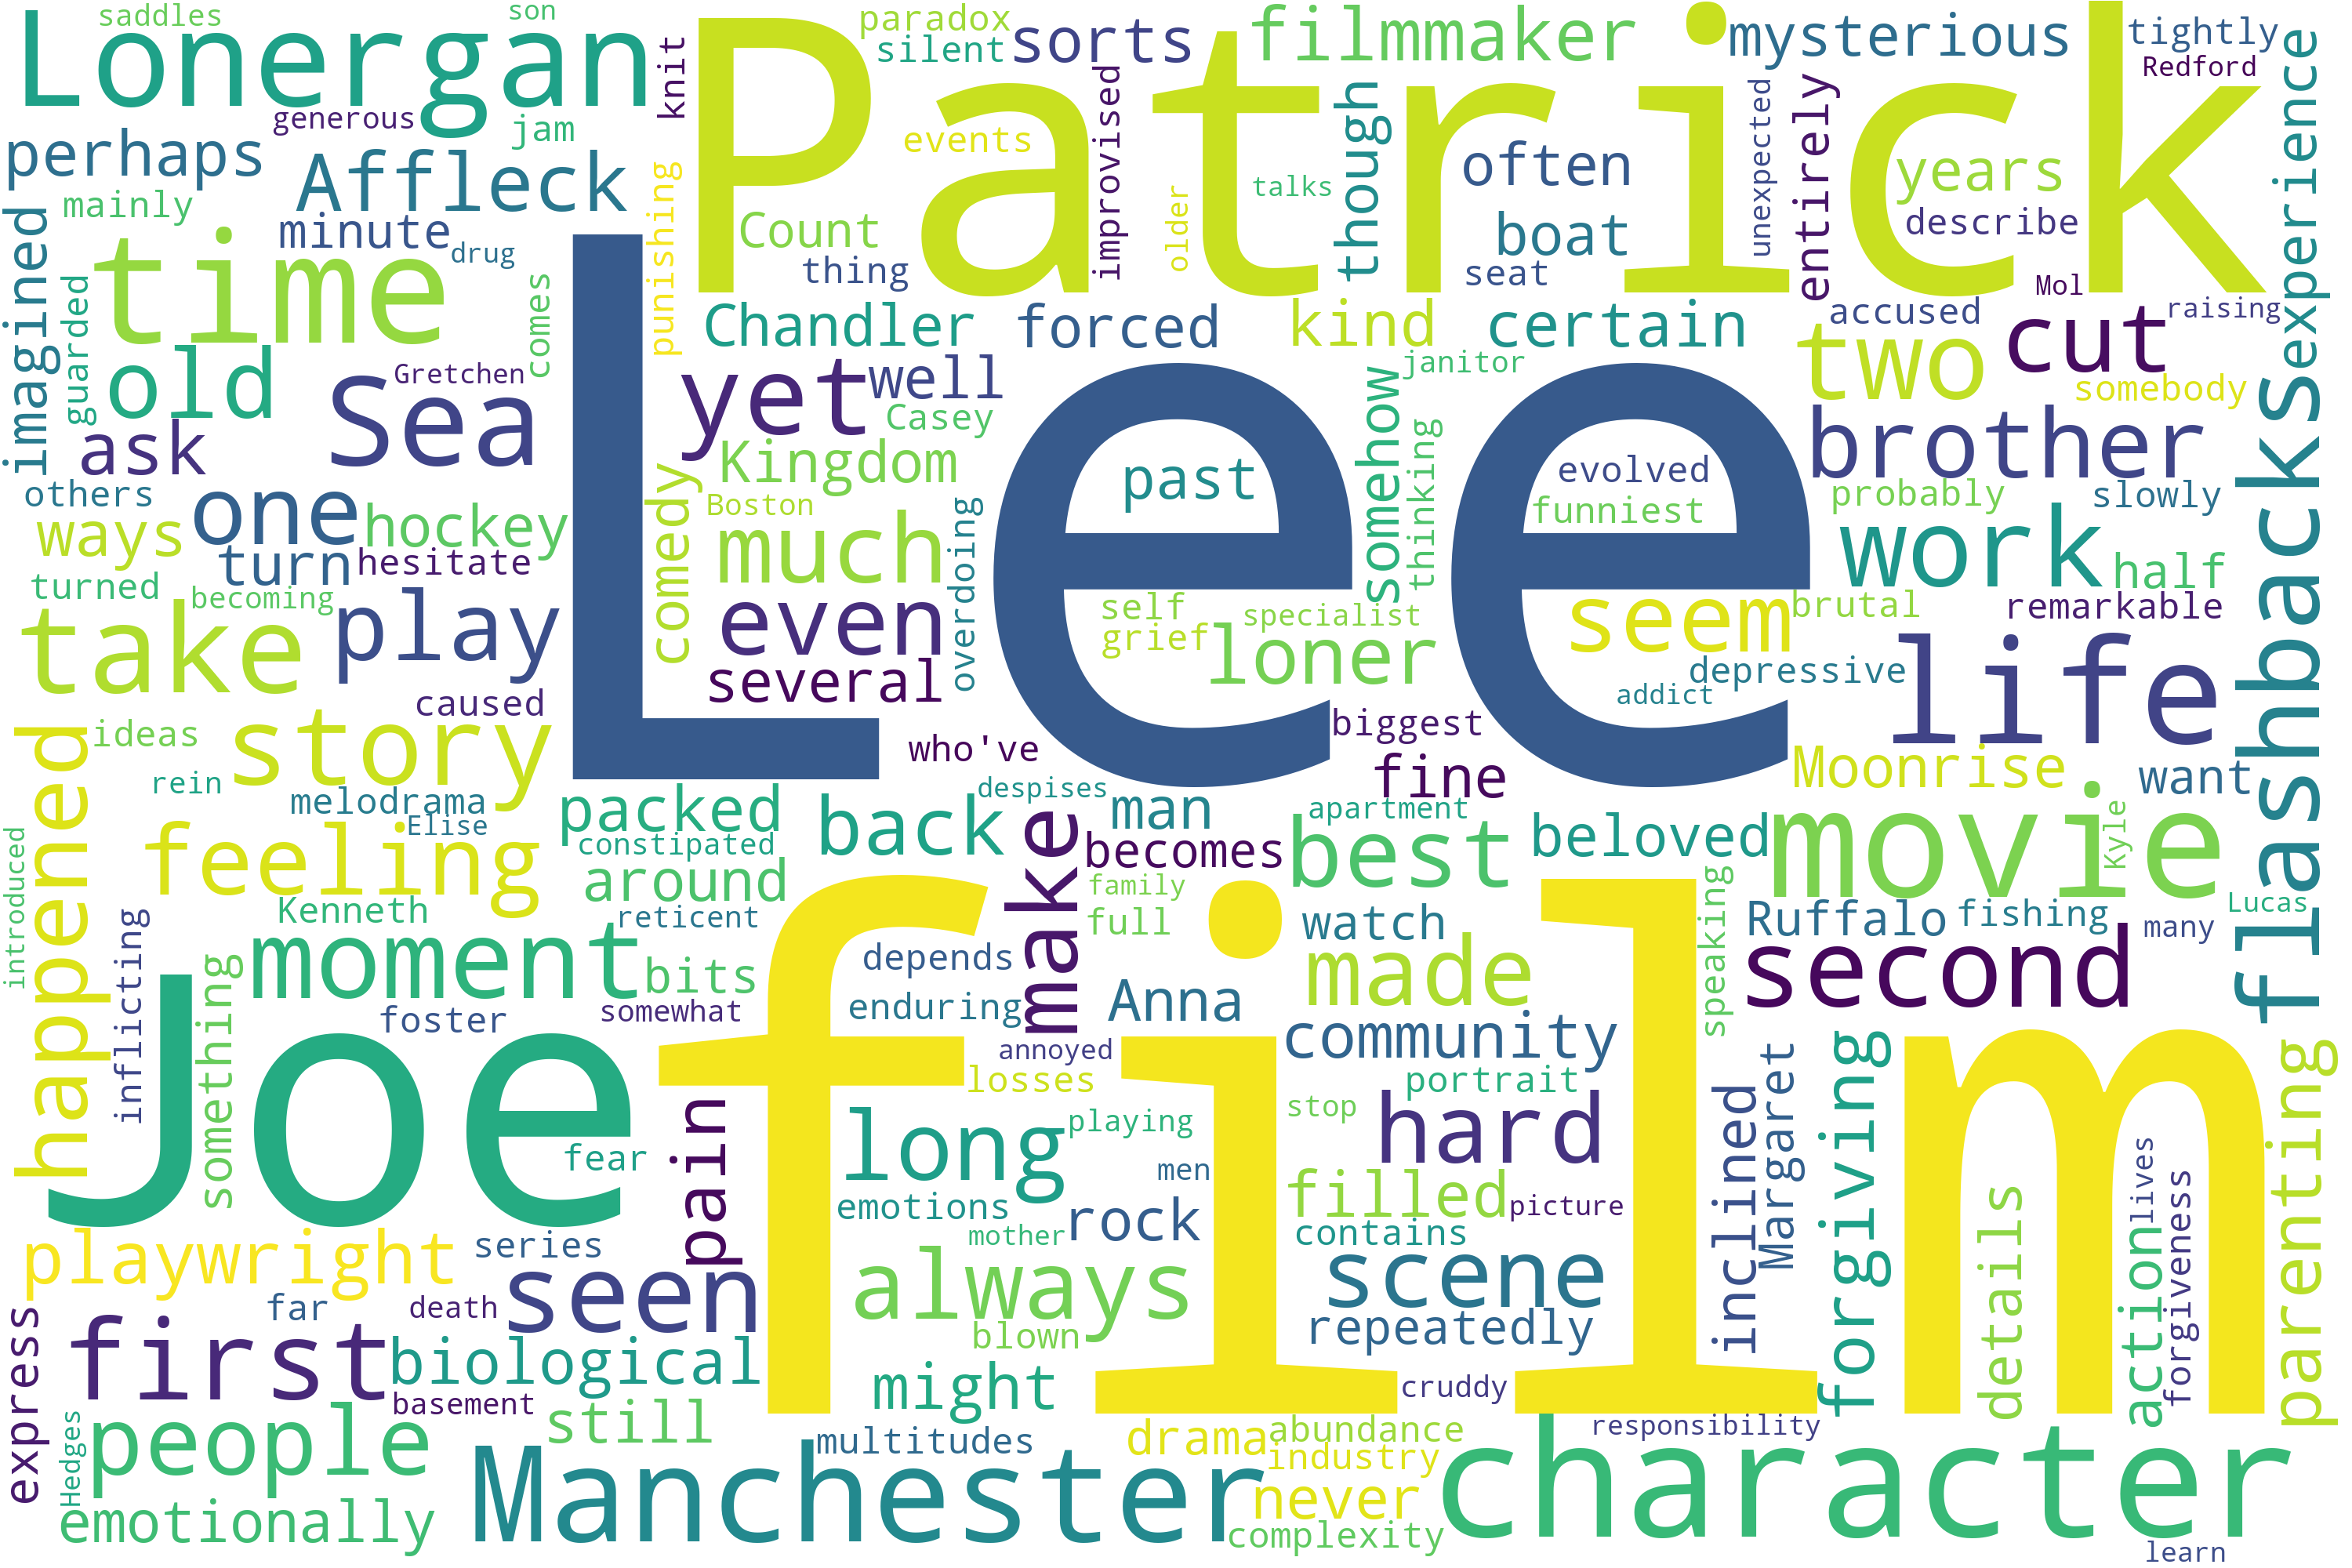 saddles
son
Lonergan
Patrick
paradox
silent
sorts
filmmaker
mysterious
tightly
Redford
generous
jam
knit
events
improvised
though
often
unexpected
entirely
years
experience
perhaps
Affleck
mainly
minute
drug
punishing
Count
thing
older
talks
boat
seat
describe
Mol
accused
raising
imagined
guarded
time
comes
Chandler
forced
kind
certain
two
cut
somebody
old
Sea
Gretchen
yet
well
Casey
janitor
somehow
thinking
brother
flashbacks
ask
others
ways
one
hockey
Kingdom
Boston
comedy
past
Lee
evolved
funniest
probably
slowly
turn
hesitate
much
overdoing
work
half
turned
becoming
take
play
even
self
grief
specialist
loner
seem
brutal
remarkable
several
depressive
addict
life
caused
ideas
story
who've
biggest
fine
Moonrise
want
rein
melodrama
Elise
packed
constipated
back
despises
make
man
becomes
apartment
best
beloved
movie
Kyle
happened
feeling
around
family
full
introduced
Kenneth
reticent
watch
speaking
Ruffalo
fishing
many
Lucas
inflicting
moment
bits
depends
film
made
second
something
foster
somewhat
enduring
Anna
community
annoyed
Joe
losses
portrait
Margaret
forgiving
parenting
fear
pain
long
playing
stop
hard
inclined
men
emotions
rock
filled
picture
details
action
lives
forgiveness
playwright
series
mother
contains
seen
always
scene
express
far
death
repeatedly
first
biological
blown
basement
might
cruddy
Hedges
people
still
multitudes
drama
abundance
responsibility
industry
emotionally
Manchester
never
character
complexity
learn